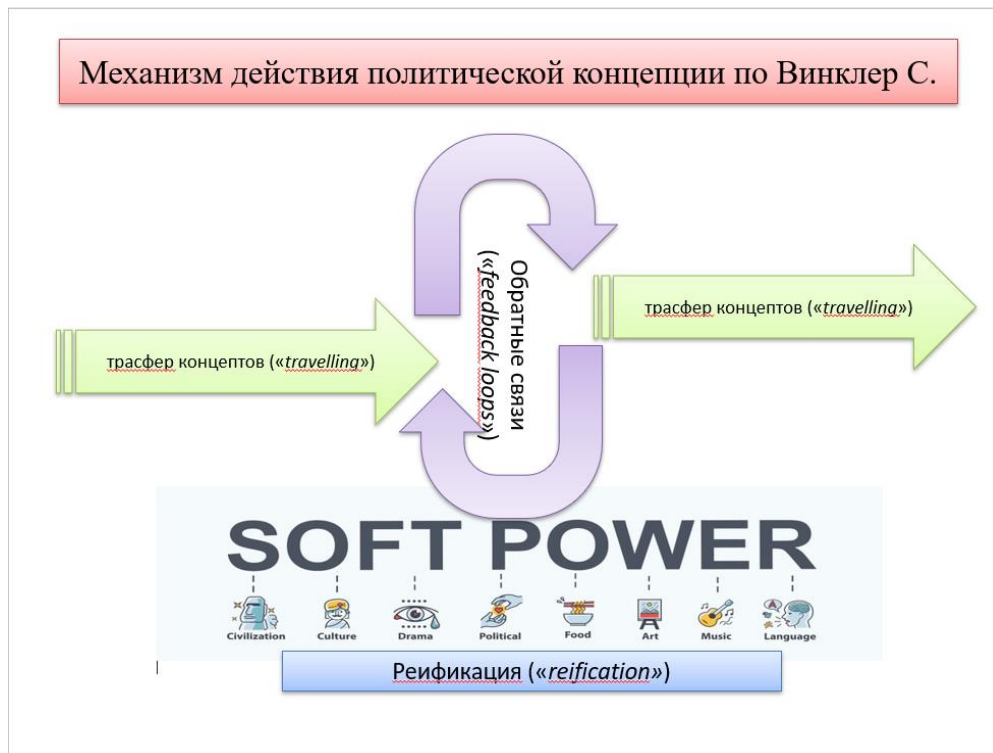 Механизм действия политической концепции по Винклер С.
Обратные связи
(«feedback loops»)
трасфер концептов («travelling»)
трасфер концептов («travelling»)
SOFT POWER
Civilization Culture Drama Political Food Art Music Language
Реификация («reification»)